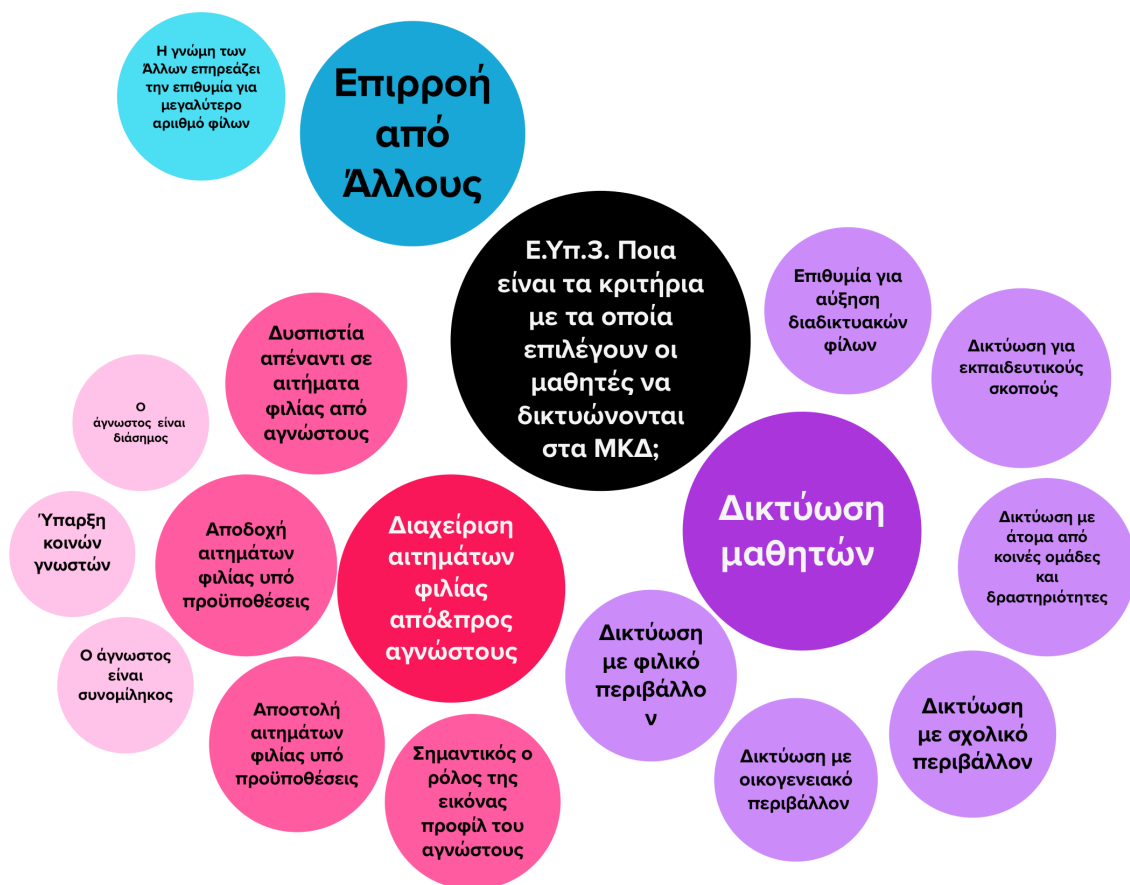 Η γνώμη των
Άλλων επηρεάζει
την επιθυμία για
μεγαλύτερο
αριιθμό φίλων
Επιρροή
από
Άλλους
Ε.Υπ.3. Ποια
είναι τα κριτήρια
με τα οποία
επιλέγουν οι
μαθητές να
δικτυώνονται
στα ΜΚΔ;
Επιθυμία για
αύξηση
διαδικτυακών
φίλων
Δικτύωση για
εκπαιδευτικούς
σκοπούς
Δυσπιστία
απέναντι σε
αιτήματα
φιλίας από
αγνώστους
Ο
άγνωστος είναι
διάσημος
Ύπαρξη
κοινών
γνωστών
Αποδοχή
αιτημάτων
φιλίας υπό
προϋποθέσεις
Διαχείριση
αιτημάτων
φιλίας
από&προς
αγνώστους
Δικτύωση
μαθητών
Δικτύωση με
άτομα από
κοινές ομάδες
και
δραστηριότητες
Ο άγνωστος
είναι
συνομίληκος
Αποστολή
αιτημάτων
φιλίας υπό
προϋποθέσεις
Σημαντικός ο
ρόλος της
εικόνας
προφίλ του
αγνώστους
Δικτύωση
με φιλικό
περιβάλλο
ν
Δικτύωση με
οικογενειακό
περιβάλλον
Δικτύωση
με σχολικό
περιβάλλον